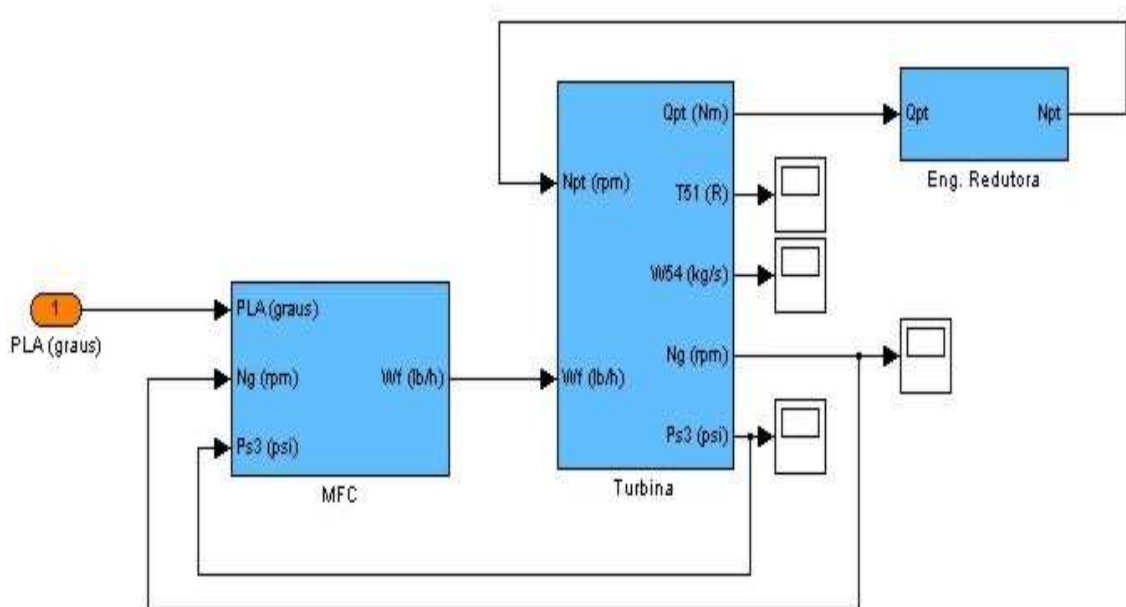 1
PLA (graus)
PLA (graus)
Ng (rpm)
Ps3 (psi)
Wf (lb/h)
MFC
Npt (rpm)
Wf (lb/h)
Qpt (Nm)
T51 (R)
W54 (kg/s)
Ng (rpm)
Ps3 (psi)
Turbina
Qpt
Npt
Eng. Redutora